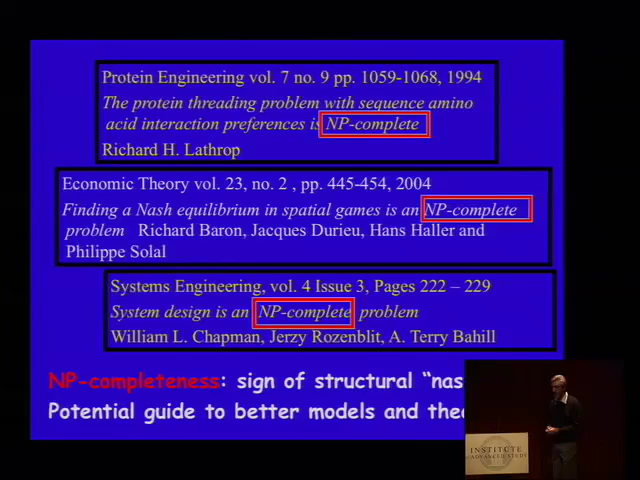 Protein Engineering vol. 7 no. 9 pp. 1059-1068, 1994
The protein threading problem with sequence amino
acid interaction preferences is NP-complete
Richard H. Lathrop
Economic Theory vol. 23, no. 2 , pp. 445-454, 2004
Finding a Nash equilibrium in spatial games is an NP-complete
problem Richard Baron, Jacques Durieu, Hans Haller and
Philippe Solal
Systems Engineering, vol. 4 Issue 3, Pages 222 – 229
System design is an NP-complete problem
William L. Chapman, Jerzy Rozenblit, A. Terry Bahill
NP-completeness: sign of structural “nas
Potential guide to better models and the
INSTITUTE
ADVANCED STUDY